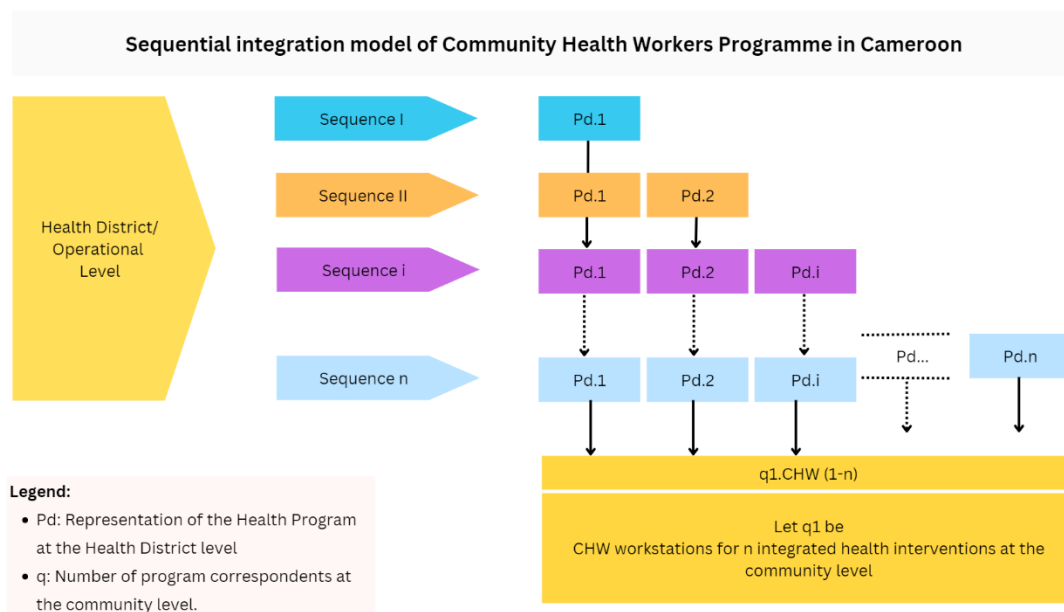 Sequential integration model of Community Health Workers Programme in Cameroon
Health District/
Operational
Level
Sequence I
Pd.1
Sequence II
Pd.1
Pd.2
Sequence i
Pd.1
Pd.2
Pd.i
Sequence n
Pd.1
Pd.2
Pd.i
Pd...
Pd.n
q1.CHW (1-n)
Let q1 be
CHW workstations for n integrated health interventions at the
community level
Legend:
• Pd: Representation of the Health Program
at the Health District level
• q: Number of program correspondents at
the community level.